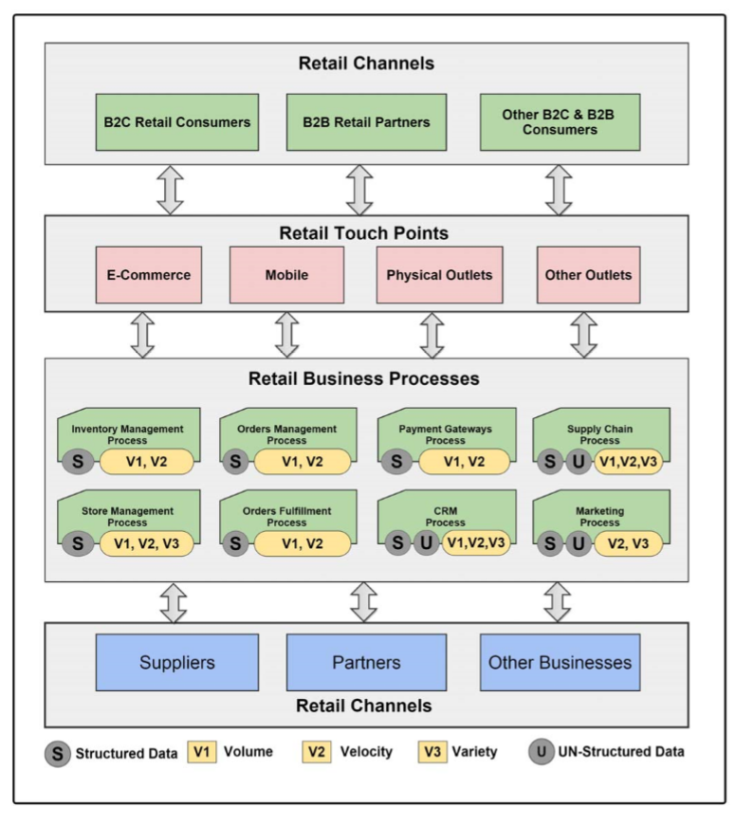 Retail Channels
B2C Retail Consumers
B2B Retail Partners
Other B2C & B2B
Consumers
Retail Touch Points
E-Commerce
Mobile
Physical Outlets
Other Outlets
Retail Business Processes
Inventory Management
Process
S
V1, V2
Orders Management
Process
S
V1, V2
Payment Gateways
Process
S
V1, V2
Supply Chain
Process
S
U
V1,V2,V3
Store Management
Process
S
V1, V2, V3
Orders Fulfillment
Process
S
V1, V2
CRM
Process
S
U
V1,V2,V3
Marketing
Process
S
U
V2, V3
Suppliers
Partners
Other Businesses
Retail Channels
S Structured Data
V1 Volume
V2 Velocity
V3 Variety
U UN-Structured Data